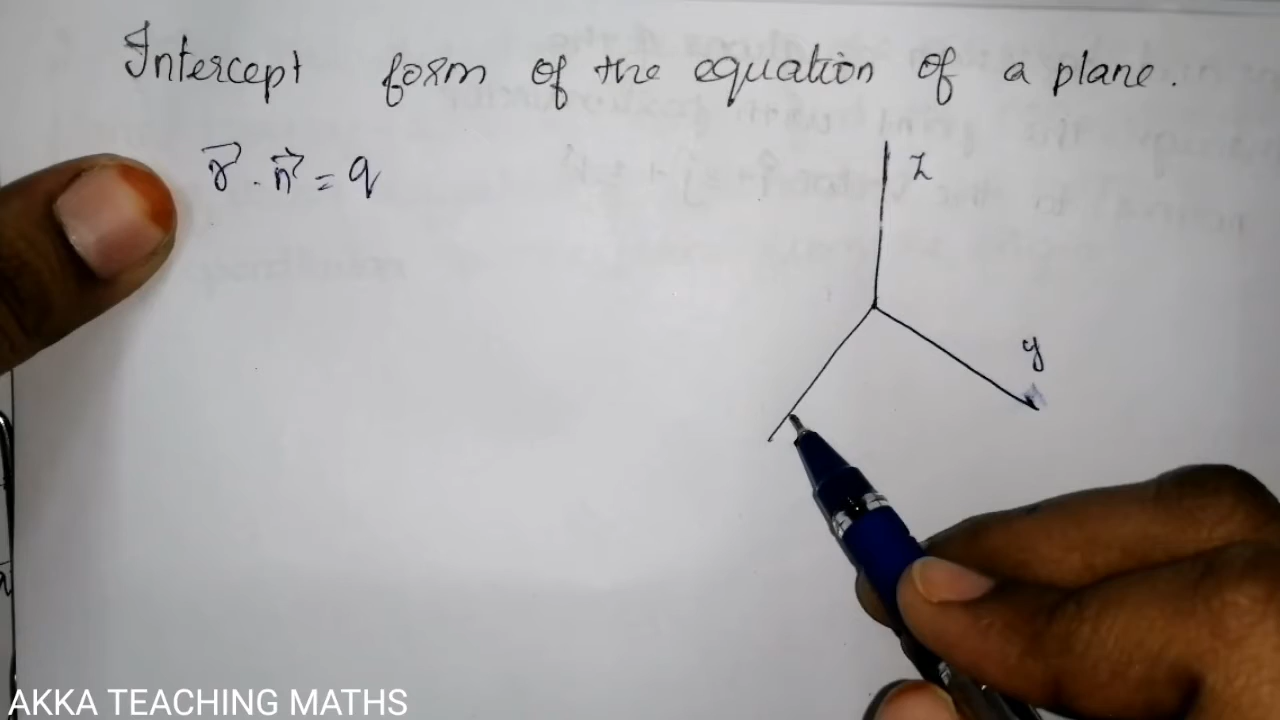 Intercept form of the equation of a plane.
r⃗ . n⃗ = q
z
y
AKKA TEACHING MATHS